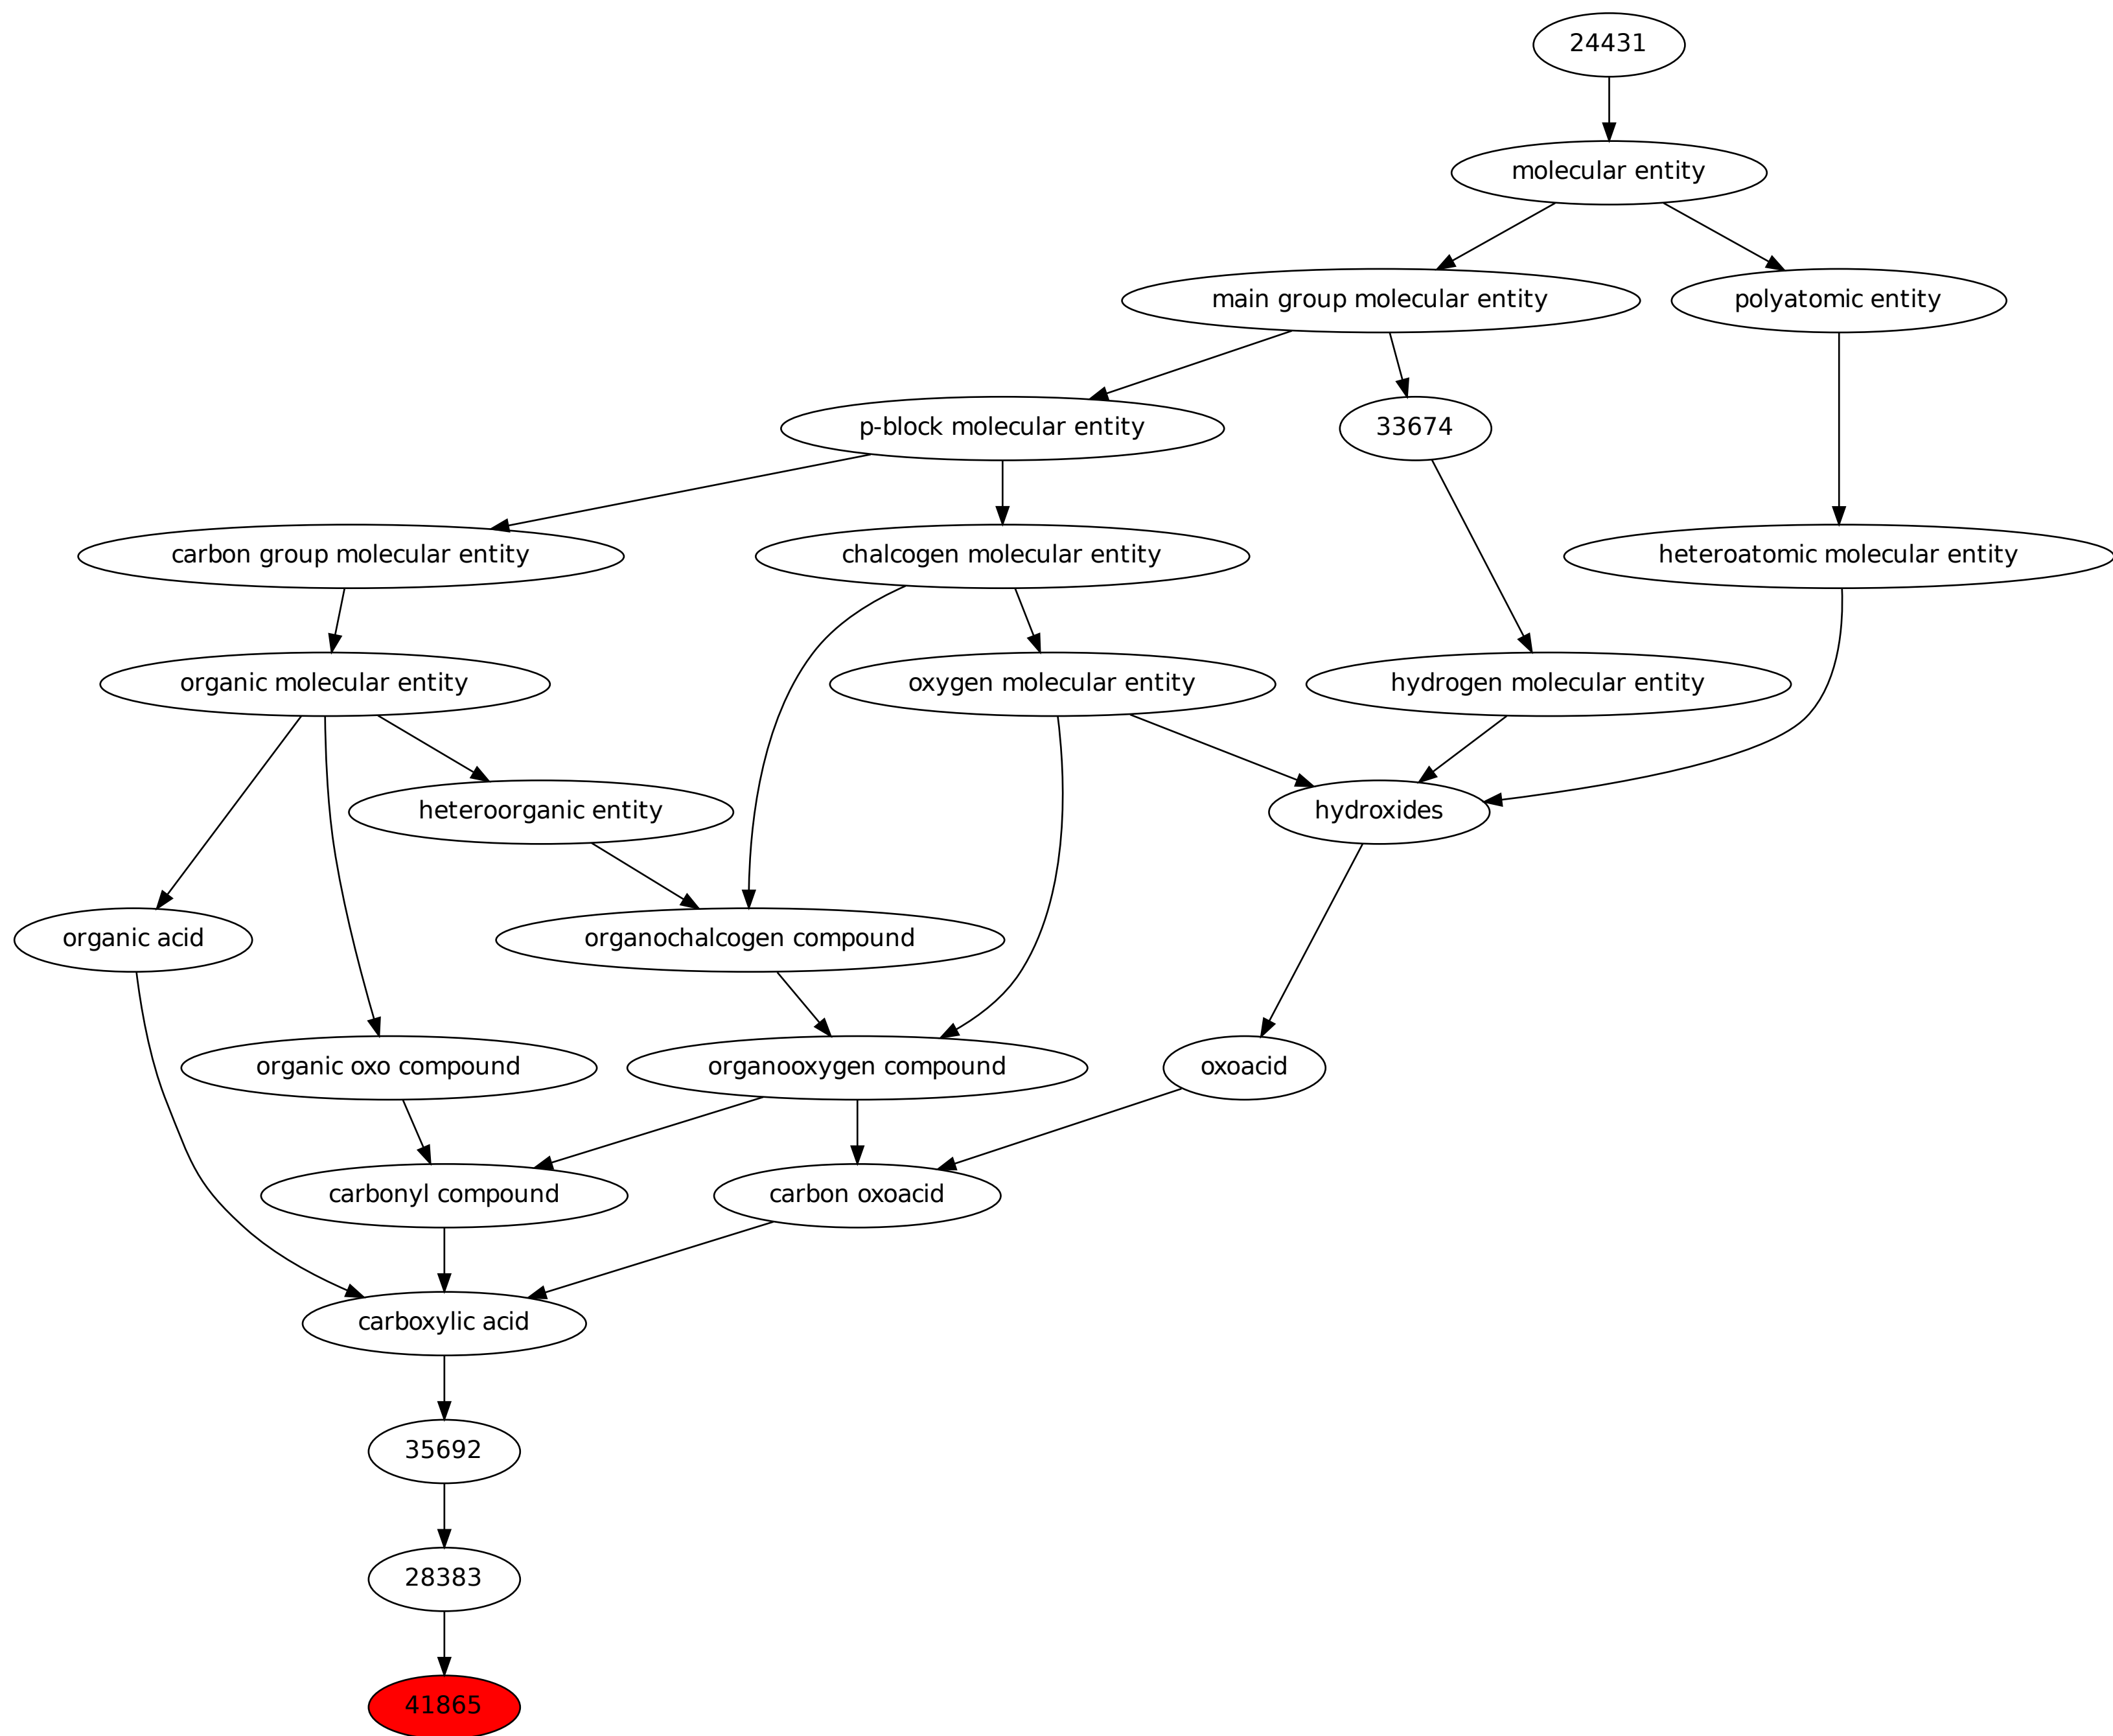 24431
molecular entity
main group molecular entity
polyatomic entity
p-block molecular entity
33674
carbon group molecular entity
chalcogen molecular entity
heteroatomic molecular entity
organic molecular entity
oxygen molecular entity
hydrogen molecular entity
heteroorganic entity
hydroxides
organic acid
organochalcogen compound
organic oxo compound
organooxygen compound
oxoacid
carbonyl compound
carbon oxoacid
carboxylic acid
35692
28383
41865